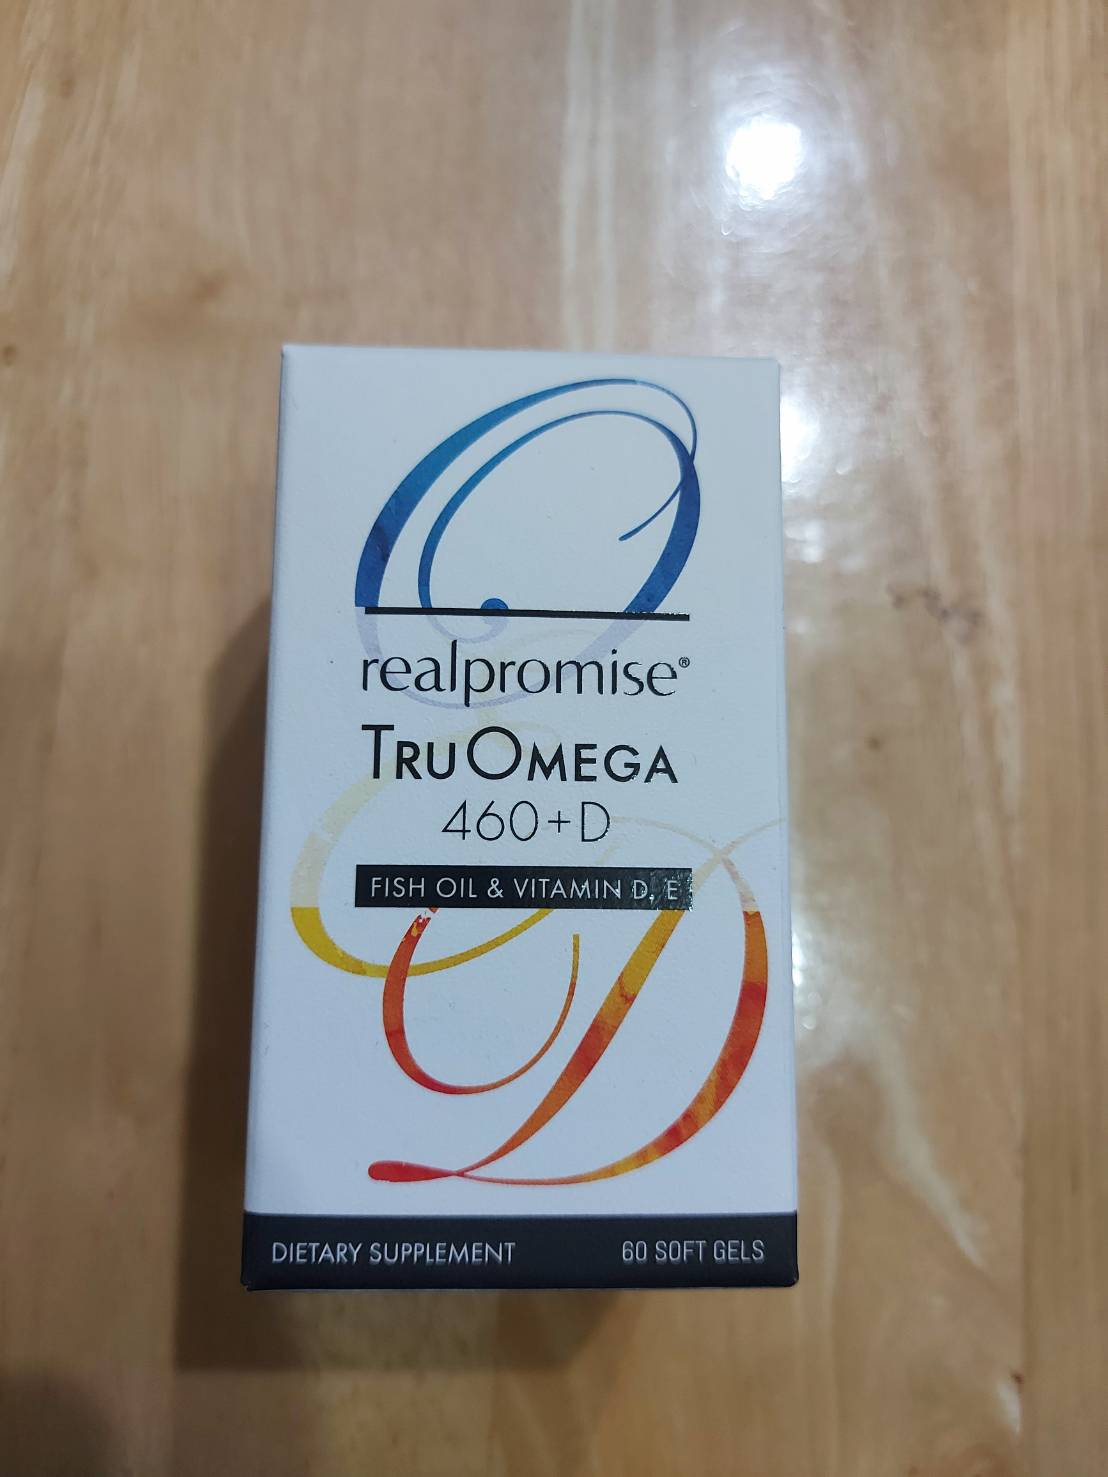 realpromise®
TRUOMEGA
460+D
FISH OIL & VITAMIN D, E
DIETARY SUPPLEMENT
60 SOFT GELS